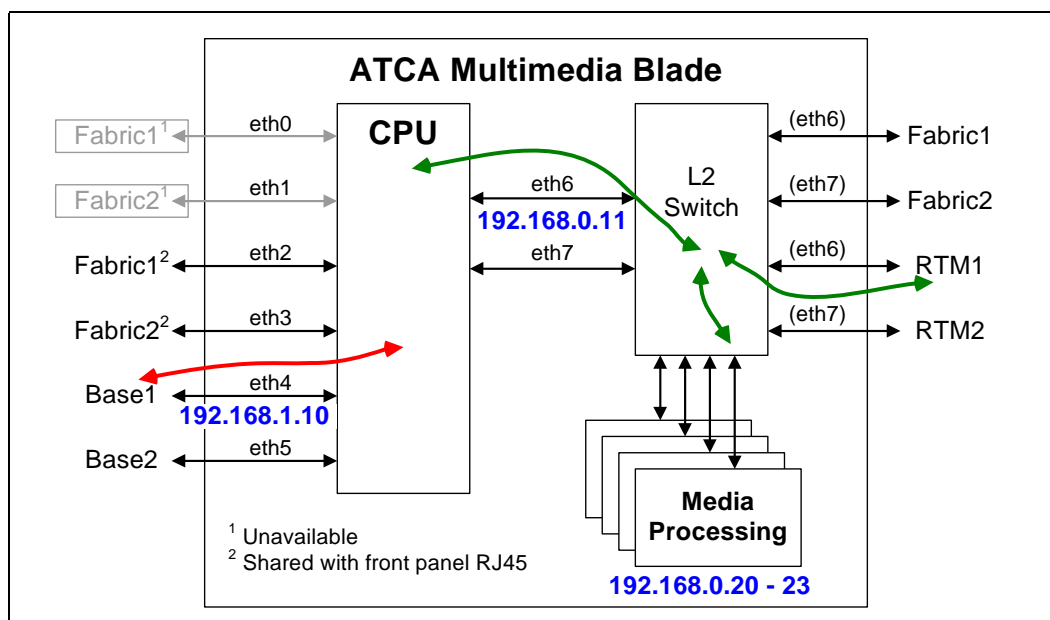 ATCA Multimedia Blade
Fabric1¹
eth0
CPU
(eth6)
Fabric1
Fabric2¹
eth1
eth6
192.168.0.11
L2
Switch
(eth7)
Fabric2
Fabric1²
eth2
eth7
(eth6)
RTM1
Fabric2²
eth3
(eth7)
RTM2
Base1
eth4
192.168.1.10
Base2
eth5
Media
Processing
192.168.0.20 - 23
¹ Unavailable
² Shared with front panel RJ45